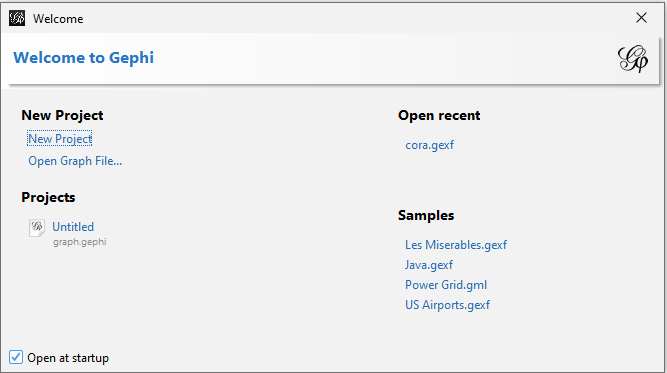 Welcome
Welcome to Gephi
New Project
New Project
Open Graph File...
Projects
Untitled
graph.gephi
Open recent
cora.gexf
Samples
Les Miserables.gexf
Java.gexf
Power Grid.gml
US Airports.gexf
Open at startup